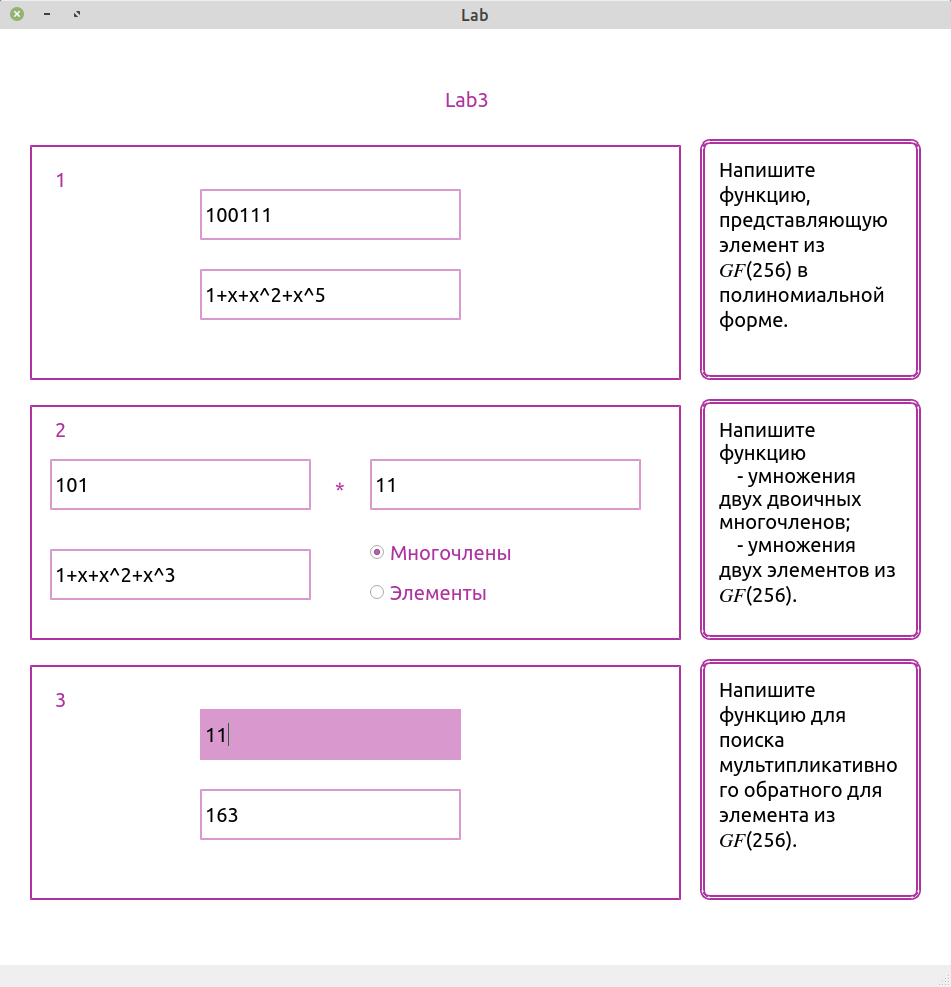 Lab
Lab3
1
100111
1+x+x^2+x^5
Напишите
функцию,
представляющую
элемент из
GF(256) в
полиномиальной
форме.
2
101
*
11
1+x+x^2+x^3
Многочлены
Элементы
Напишите
функцию
- умножения
двух двоичных
многочленов;
- умножения
двух элементов из
GF(256).
3
11
163
Напишите
функцию для
поиска
мультипликативно
го обратного для
элемента из
GF(256).